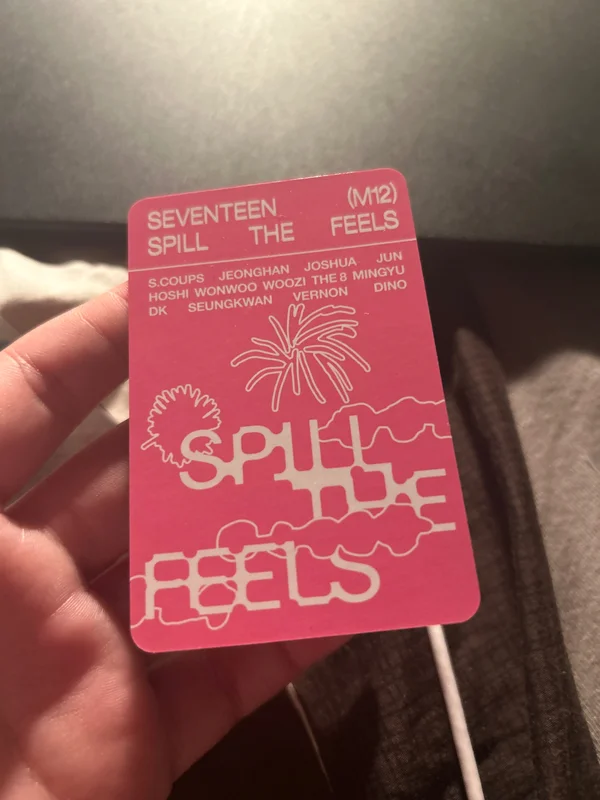 SEVENTEEN (M12)
SPILL THE FEELS
S.COUPS JEONGHAN JOSHUA JUN
HOSHI WONWOO WOOZI THE 8 MINGYU
DK SEUNGKWAN VERNON DINO
SPILL
THE
FEELS